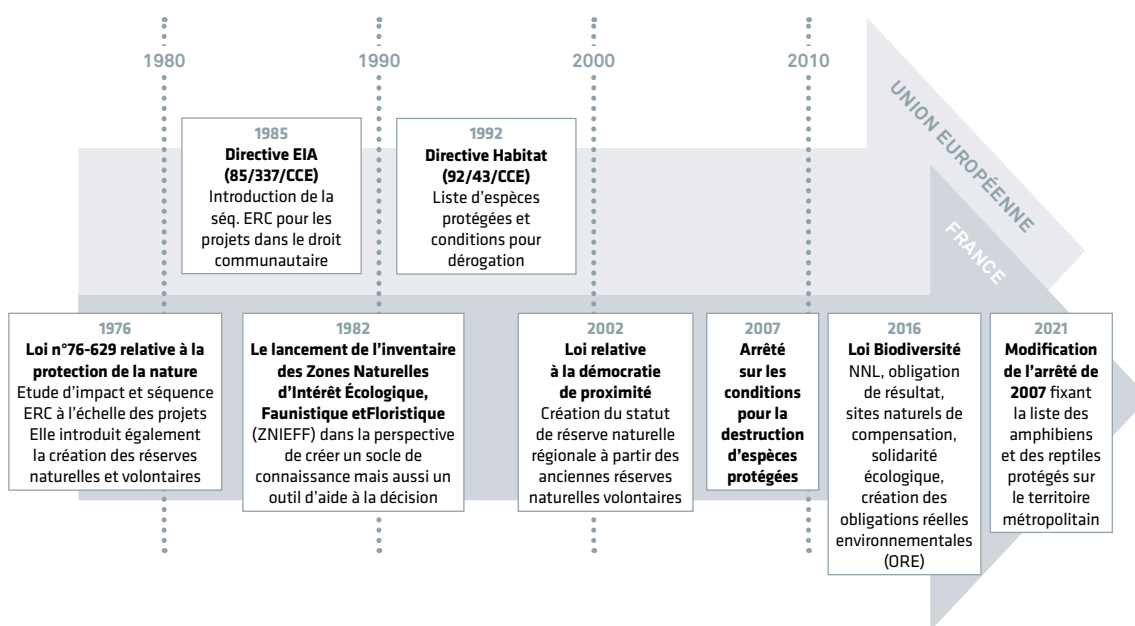 1980
1990
2000
2010
UNION EUROPÉENNE
FRANCE
1985
Directive EIA
(85/337/CCE)
Introduction de la
séq. ERC pour les
projets dans le droit
communautaire
1992
Directive Habitat
(92/43/CCE)
Liste d’espèces
protégées et
conditions pour
dérogation
1976
Loi n°76-629 relative à la
protection de la nature
Etude d’impact et séquence
ERC à l’échelle des projets
Elle introduit également
la création des réserves
naturelles et volontaires
1982
Le lancement de l’inventaire
des Zones Naturelles
d’Intérêt Écologique,
Faunistique etFloristique
(ZNIEFF) dans la perspective
de créer un socle de
connaissance mais aussi un
outil d’aide à la décision
2002
Loi relative
à la démocratie
de proximité
Création du statut
de réserve naturelle
régionale à partir des
anciennes réserves
naturelles volontaires
2007
Arrêté
sur les
conditions
pour la
destruction
d’espèces
protégées
2016
Loi Biodiversité
NNL, obligation
de résultat,
sites naturels de
compensation,
solidarité
écologique,
création des
obligations réelles
environnementales
(ORE)
2021
Modification
de l’arrêté de
2007 fixant
la liste des
amphibiens
et des reptiles
protégés sur
le territoire
métropolitain